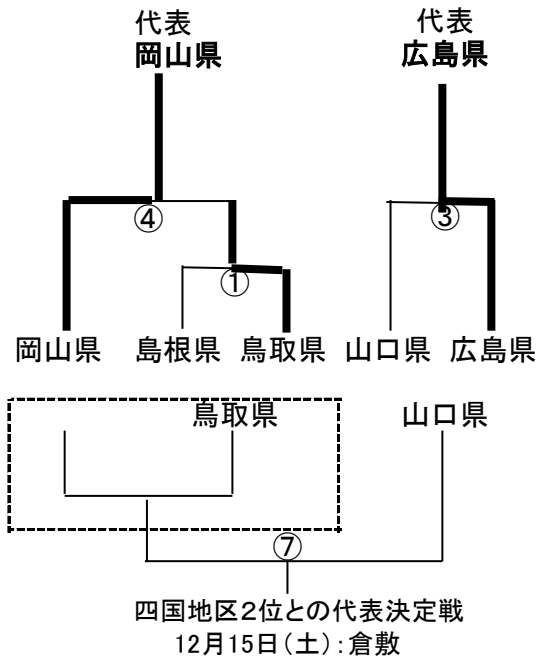 代表 代表
岡山県 広島県
④ ③
①
岡山県 島根県 鳥取県 山口県 広島県
鳥取県 山口県
⑦
四国地区2位との代表決定戦
12月15日(土):倉敷